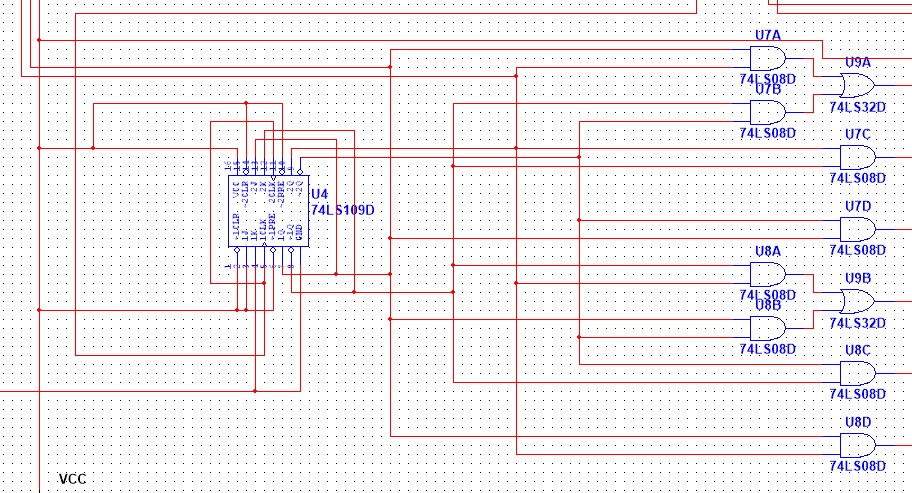 U7A
74LS08D
U7B
74LS08D
U9A
74LS32D
U7C
74LS08D
U4
74LS109D
16 15 14 13 12 11 10 9
VCC ~2CLR 2J 2K 2CLK ~2PRE 2Q ~2Q
~1CLR 1J 1K 1CLK ~1PRE 1Q ~1Q GND
1 2 3 4 5 6 7 8
U7D
74LS08D
U8A
74LS08D
U8B
74LS08D
U9B
74LS32D
U8C
74LS08D
U8D
74LS08D
VCC